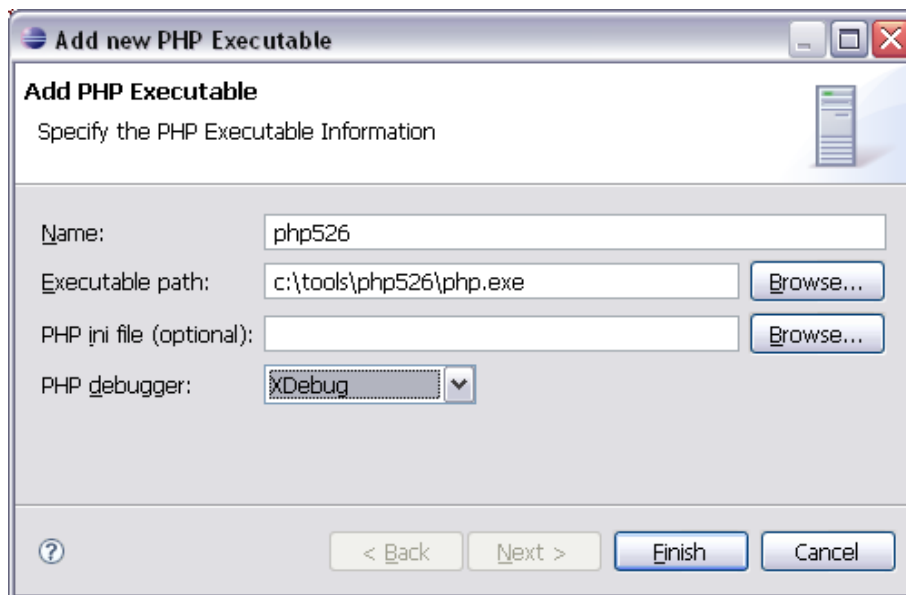 Add new PHP Executable
Add PHP Executable
Specify the PHP Executable Information
Name: php526
Executable path: c:\tools\php526\php.exe Browse...
PHP ini file (optional): Browse...
PHP debugger: XDebug
? < Back Next > Finish Cancel